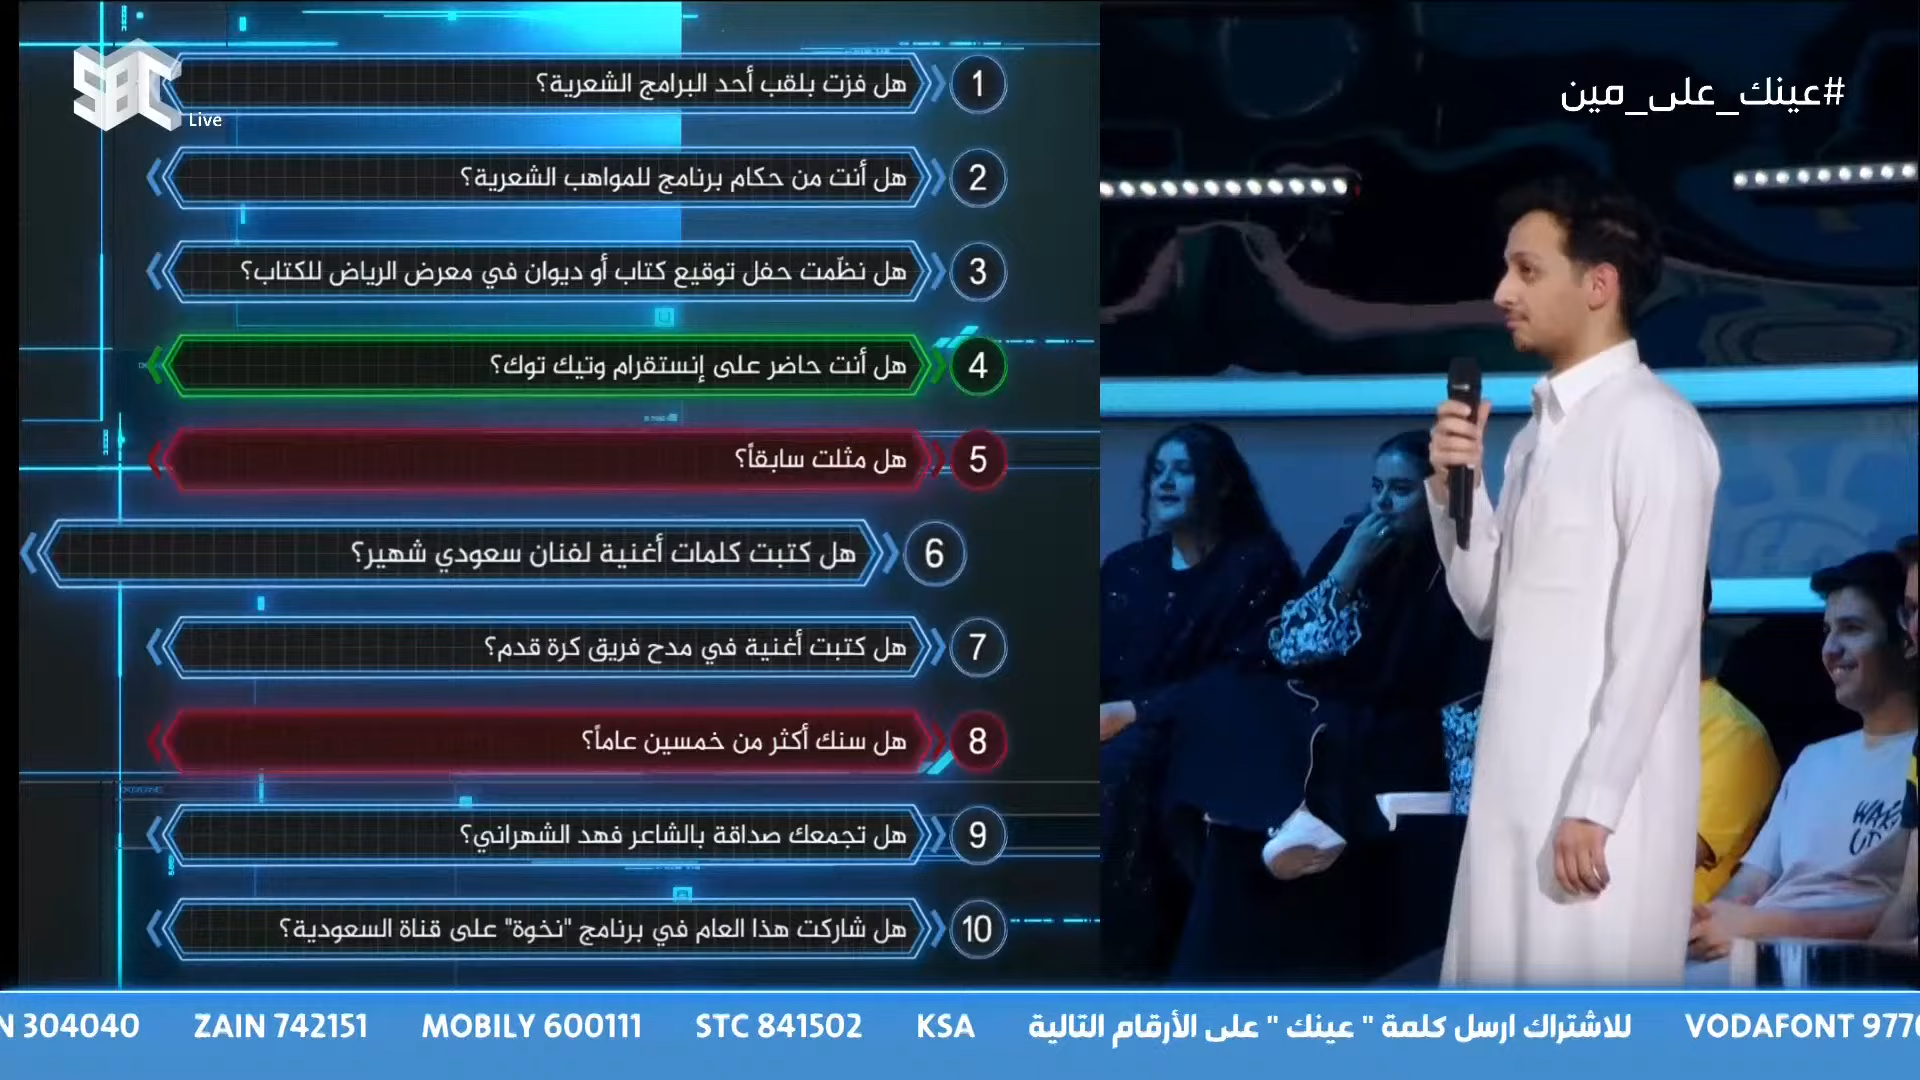 SBC
Live
#عينك_على_مين
1 هل فزت بلقب أحد البرامج الشعرية؟
2 هل أنت من حكام برنامج للمواهب الشعرية؟
3 هل نظّمت حفل توقيع كتاب أو ديوان في معرض الرياض للكتاب؟
4 هل أنت حاضر على إنستقرام وتيك توك؟
5 هل مثلت سابقاً؟
6 هل كتبت كلمات أغنية لفنان سعودي شهير؟
7 هل كتبت أغنية في مدح فريق كرة قدم؟
8 هل سنك أكثر من خمسين عاماً؟
9 هل تجمعك صداقة بالشاعر فهد الشهراني؟
10 هل شاركت هذا العام في برنامج "نخوة" على قناة السعودية؟
N 304040 ZAIN 742151 MOBILY 600111 STC 841502 KSA للاشتراك ارسل كلمة " عينك " على الأرقام التالية VODAFONT 9770